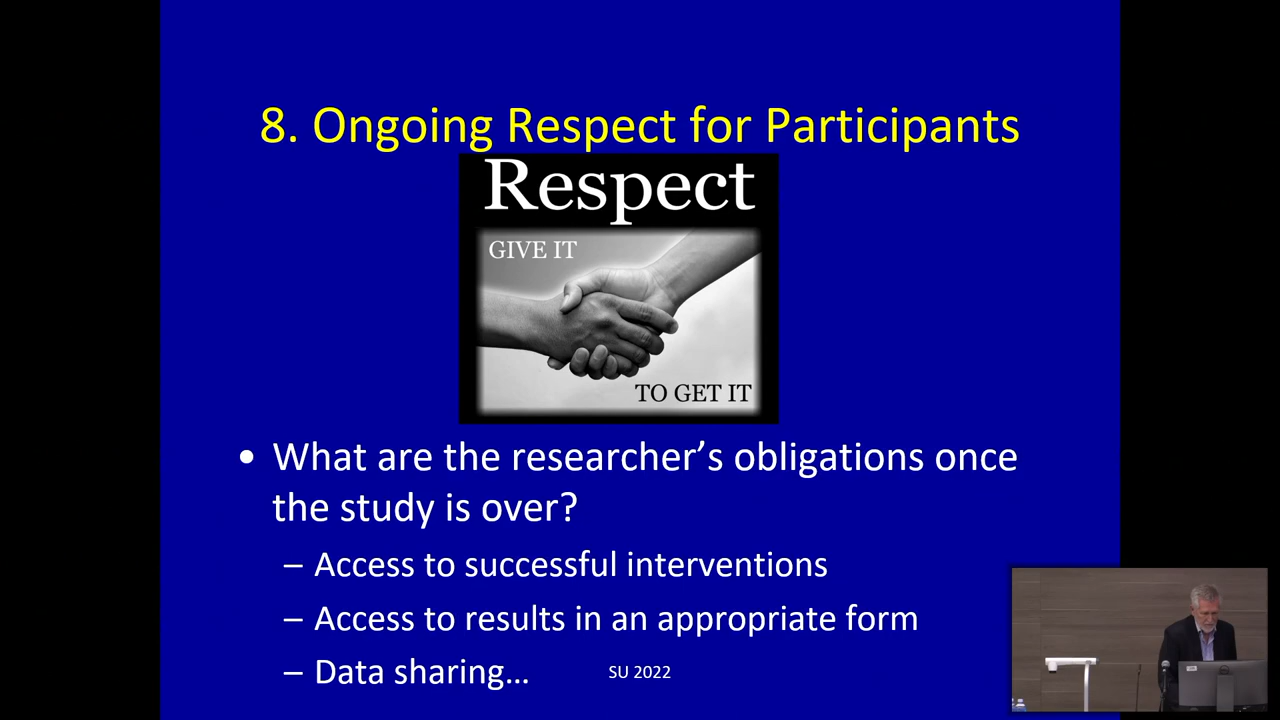 8. Ongoing Respect for Participants
Respect
GIVE IT
TO GET IT
• What are the researcher’s obligations once
the study is over?
– Access to successful interventions
– Access to results in an appropriate form
– Data sharing...
SU 2022